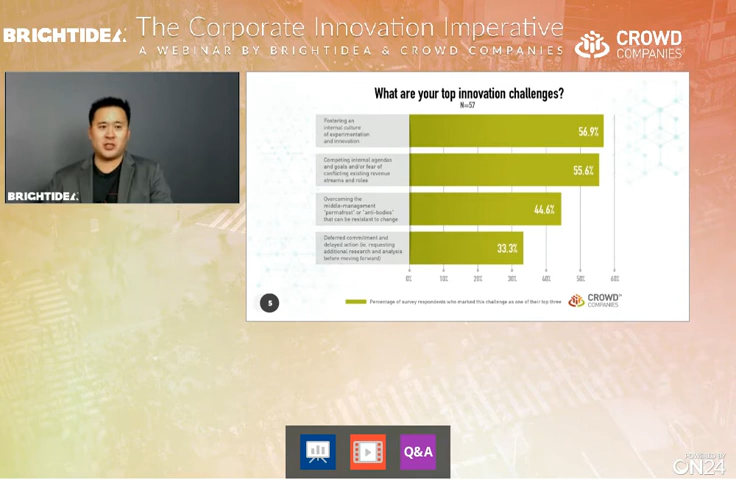 BRIGHTIDEA
The Corporate Innovation Imperative
A WEBINAR BY BRIGHTIDEA & CROWD COMPANIES
CROWD
COMPANIES
BRIGHTIDEA
What are your top innovation challenges?
N=57
Fostering an
internal culture
of experimentation
and innovation
56.9%
Competing internal agendas
and goals and/or fear of
conflicting existing revenue
streams and roles
55.6%
Overcoming the
middle-management
"permafrost" or "anti-bodies"
that can be resistant to change
44.6%
Deferred commitment and
delayed action (ie. requesting
additional research and analysis
before moving forward)
33.3%
0% 10% 20% 30% 40% 50% 60%
5
Percentage of survey respondents who marked this challenge as one of their top three
CROWD™
COMPANIES
Q&A
POWERED BY
ON24